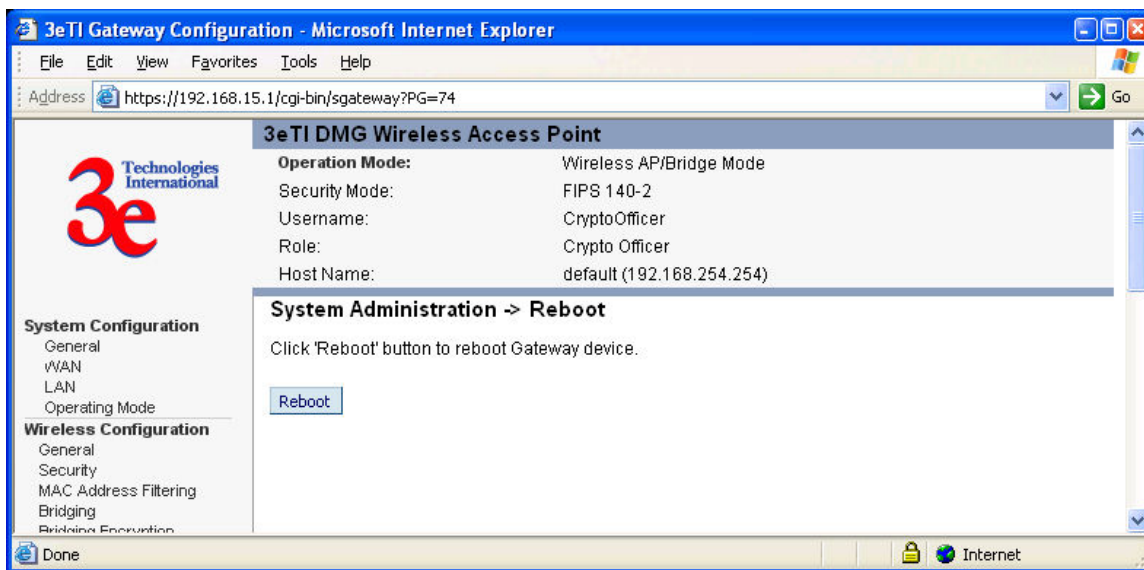 3eTI Gateway Configuration - Microsoft Internet Explorer
File Edit View Favorites Tools Help
Address https://192.168.15.1/cgi-bin/sgateway?PG=74 Go
3e Technologies International
3eTI DMG Wireless Access Point
Operation Mode: Wireless AP/Bridge Mode
Security Mode: FIPS 140-2
Username: CryptoOfficer
Role: Crypto Officer
Host Name: default (192.168.254.254)
System Configuration
General
WAN
LAN
Operating Mode
Wireless Configuration
General
Security
MAC Address Filtering
Bridging
Bridging Encryption
System Administration -> Reboot
Click 'Reboot' button to reboot Gateway device.
Reboot
Done
Internet